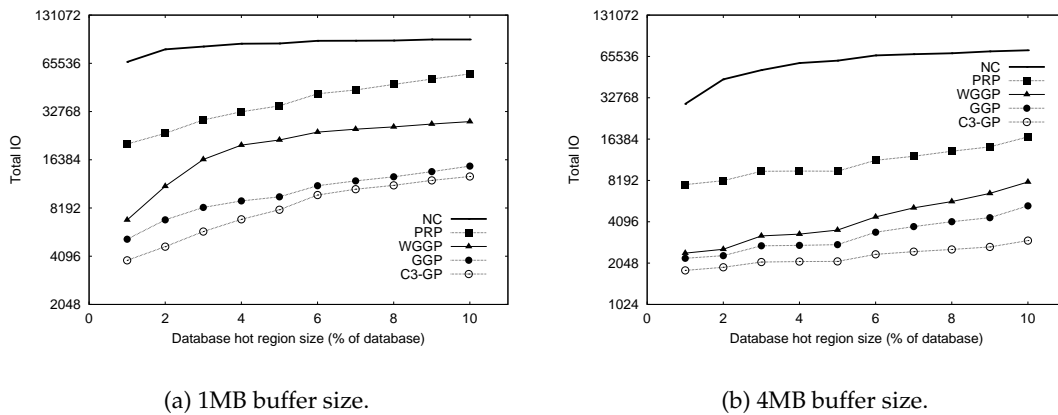 131072
65536
32768
16384
8192
4096
2048
Total IO
0
2
4
6
8
10
Database hot region size (% of database)
NC
PRP
WGGP
GGP
C3-GP
(a) 1MB buffer size.
131072
65536
32768
16384
8192
4096
2048
1024
Total IO
0
2
4
6
8
10
Database hot region size (% of database)
NC
PRP
WGGP
GGP
C3-GP
(b) 4MB buffer size.